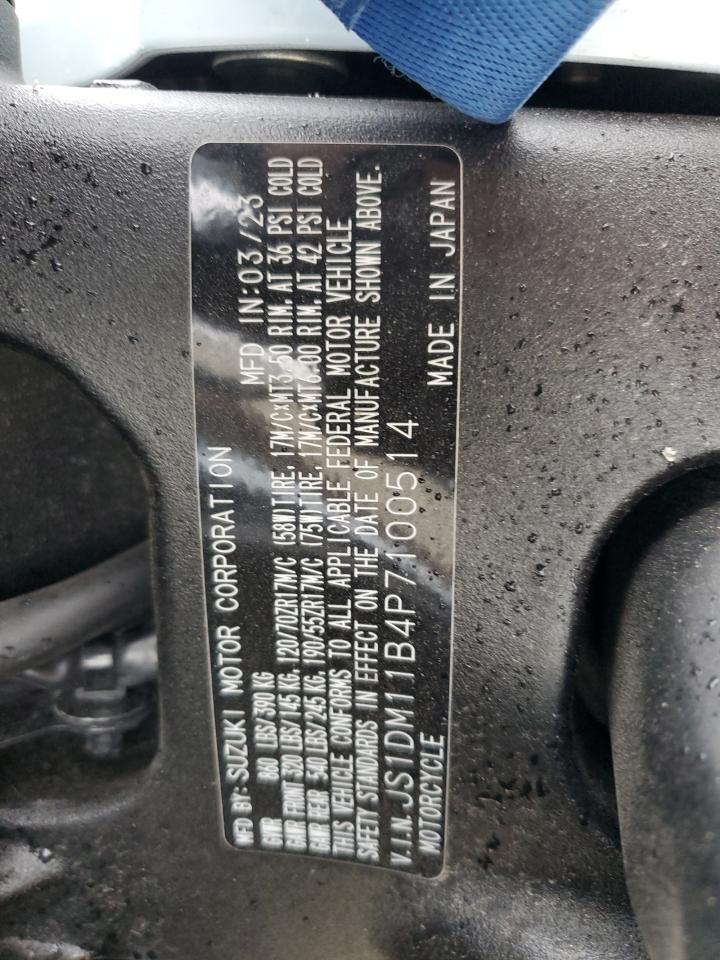 MFD BY: SUZUKI MOTOR CORPORATION MFD IN: 03/23
GVWR 860 LBS/390 KG
GAWR FRONT 320 LBS/145 KG, 120/70ZR17M/C (58W)TIRE, 17M/CxMT3.50 RIM. AT 36 PSI COLD
GAWR REAR 540 LBS/245 KG, 190/55ZR17M/C (75W)TIRE, 17M/CxMT6.00 RIM. AT 42 PSI COLD
THIS VEHICLE CONFORMS TO ALL APPLICABLE FEDERAL MOTOR VEHICLE
SAFETY STANDARDS IN EFFECT ON THE DATE OF MANUFACTURE SHOWN ABOVE.
V.I.N. JS1DM11B4P7100514
MOTORCYCLE MADE IN JAPAN